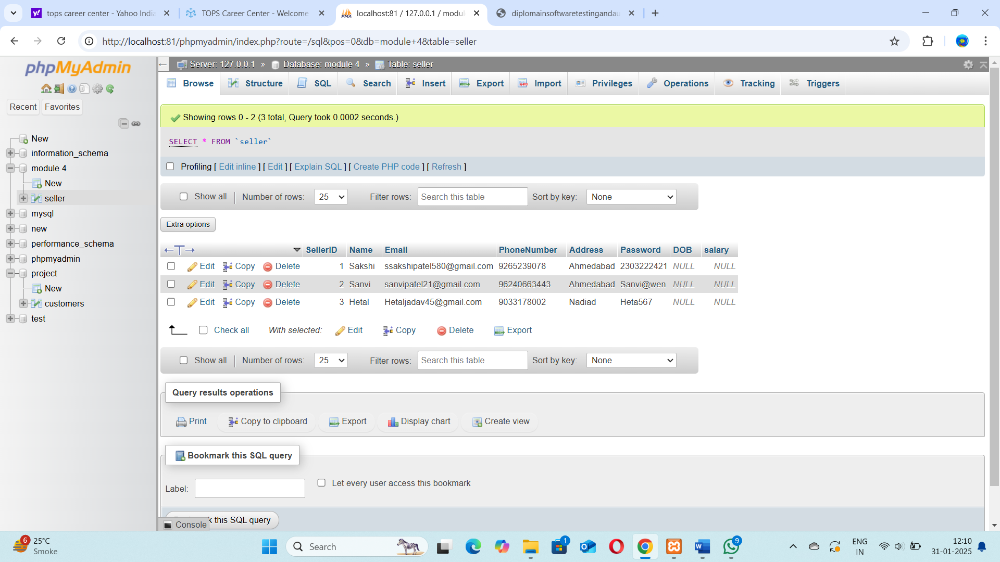 tops career center - Yahoo India
TOPS Career Center - Welcome
localhost:81 / 127.0.0.1 / modul
diplomainsoftwaretestingandau
http://localhost:81/phpmyadmin/index.php?route=/sql&pos=0&db=module+4&table=seller
phpMyAdmin
Recent Favorites
New
information_schema
module 4
New
seller
mysql
new
performance_schema
phpmyadmin
project
New
customers
test
Server: 127.0.0.1 » Database: module 4 » Table: seller
Browse Structure SQL Search Insert Export Import Privileges Operations Tracking Triggers
Showing rows 0 - 2 (3 total, Query took 0.0002 seconds.)
SELECT * FROM `seller`
Profiling [ Edit inline ] [ Edit ] [ Explain SQL ] [ Create PHP code ] [ Refresh ]
Show all Number of rows: 25 Filter rows: Search this table Sort by key: None
Extra options
SellerID Name Email PhoneNumber Address Password DOB salary
Edit Copy Delete 1 Sakshi ssakshipatel580@gmail.com 9265239078 Ahmedabad 2303222421 NULL NULL
Edit Copy Delete 2 Sanvi sanvipatel21@gmail.com 96240663443 Ahmedabad Sanvi@wen NULL NULL
Edit Copy Delete 3 Hetal Hetaljadav45@gmail.com 9033178002 Nadiad Heta567 NULL NULL
Check all With selected: Edit Copy Delete Export
Show all Number of rows: 25 Filter rows: Search this table Sort by key: None
Query results operations
Print Copy to clipboard Export Display chart Create view
Bookmark this SQL query
Label: Let every user access this bookmark
this SQL query
Console
6 25°C
Smoke
Search
1
9
ENG
IN
12:10
31-01-2025